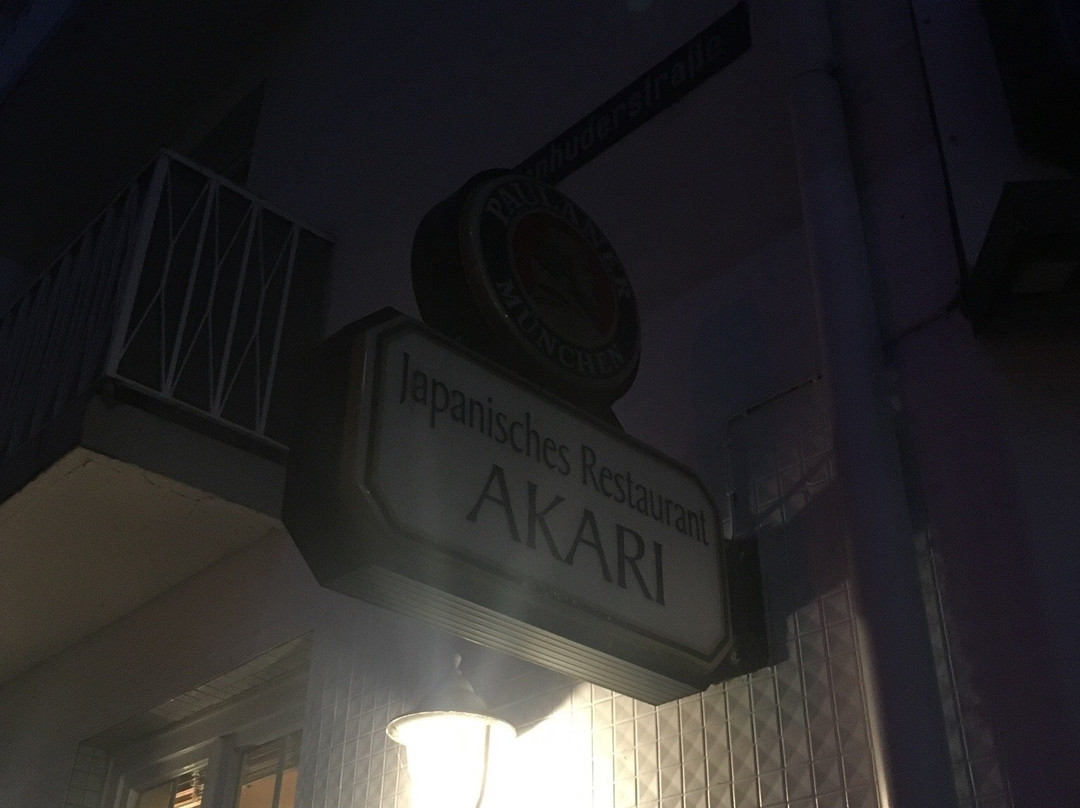 PAULANER
MÜNCHEN
Japanisches Restaurant
AKARI